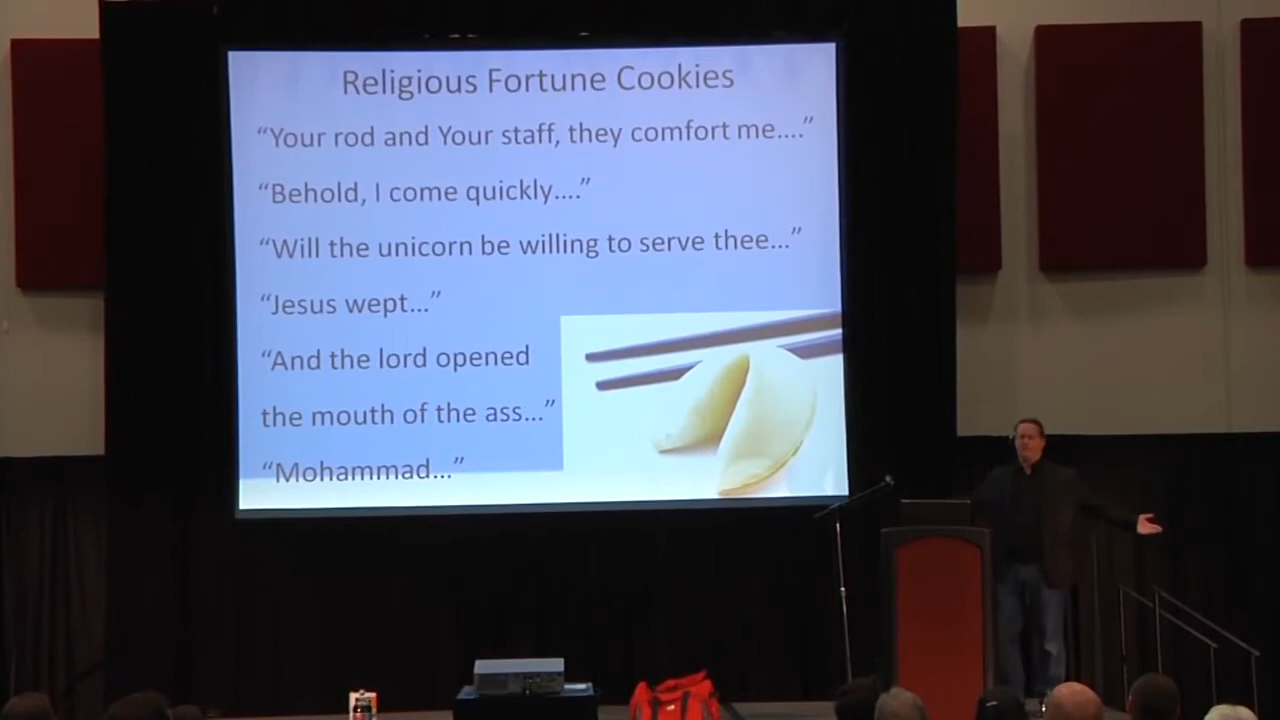 Religious Fortune Cookies
“Your rod and Your staff, they comfort me....”
“Behold, I come quickly....”
“Will the unicorn be willing to serve thee...”
“Jesus wept...”
“And the lord opened
the mouth of the ass...”
“Mohammad...”